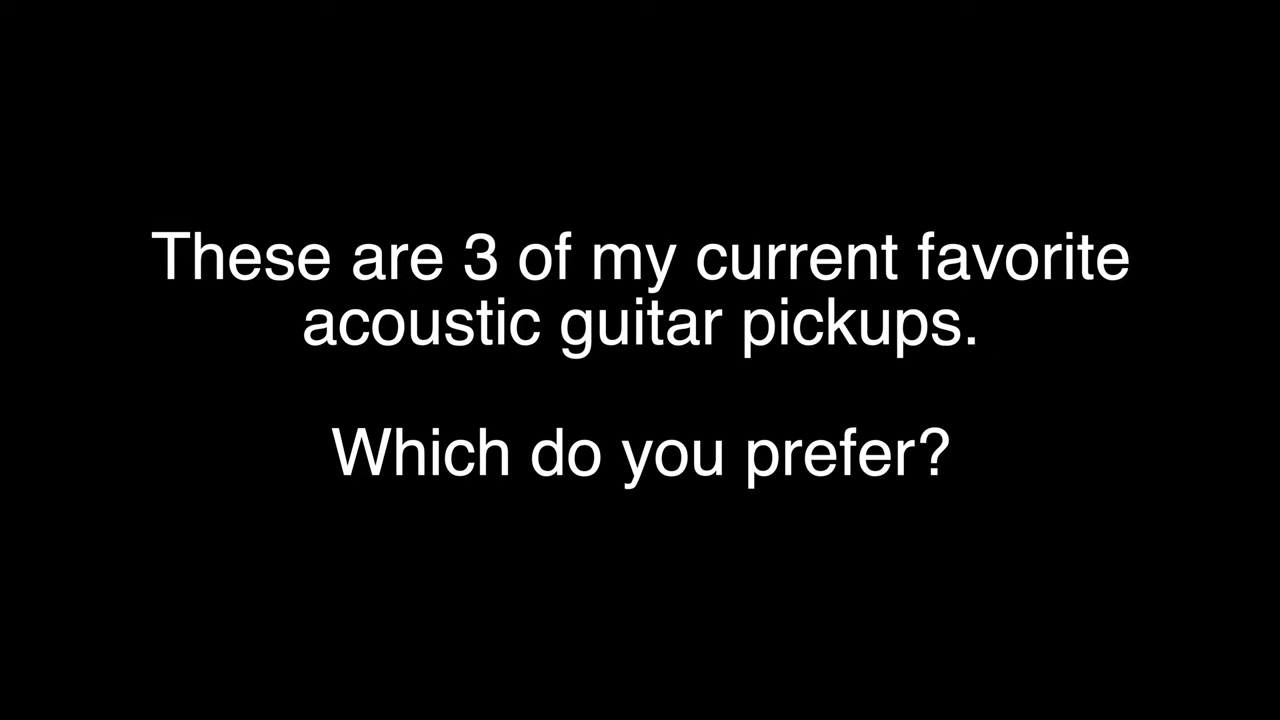 These are 3 of my current favorite
acoustic guitar pickups.
Which do you prefer?